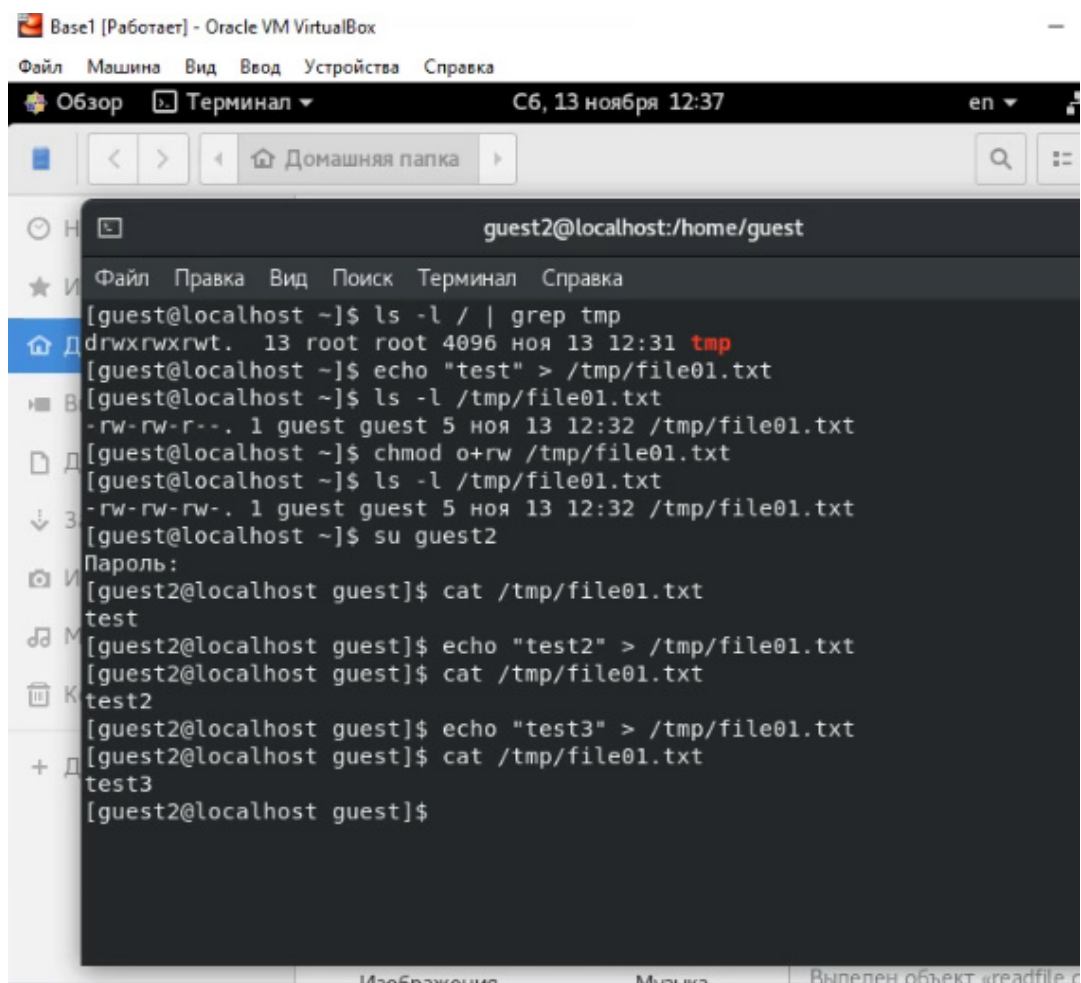 Base1 [Работает] - Oracle VM VirtualBox
Файл Машина Вид Ввод Устройства Справка
Обзор Терминал Сб, 13 ноября 12:37 en
Домашняя папка
guest2@localhost:/home/guest
Файл Правка Вид Поиск Терминал Справка
[guest@localhost ~]$ ls -l / | grep tmp
drwxrwxrwt. 13 root root 4096 ноя 13 12:31 tmp
[guest@localhost ~]$ echo "test" > /tmp/file01.txt
[guest@localhost ~]$ ls -l /tmp/file01.txt
-rw-rw-r--. 1 guest guest 5 ноя 13 12:32 /tmp/file01.txt
[guest@localhost ~]$ chmod o+rw /tmp/file01.txt
[guest@localhost ~]$ ls -l /tmp/file01.txt
-rw-rw-rw-. 1 guest guest 5 ноя 13 12:32 /tmp/file01.txt
[guest@localhost ~]$ su guest2
Пароль:
[guest2@localhost guest]$ cat /tmp/file01.txt
test
[guest2@localhost guest]$ echo "test2" > /tmp/file01.txt
[guest2@localhost guest]$ cat /tmp/file01.txt
test2
[guest2@localhost guest]$ echo "test3" > /tmp/file01.txt
[guest2@localhost guest]$ cat /tmp/file01.txt
test3
[guest2@localhost guest]$